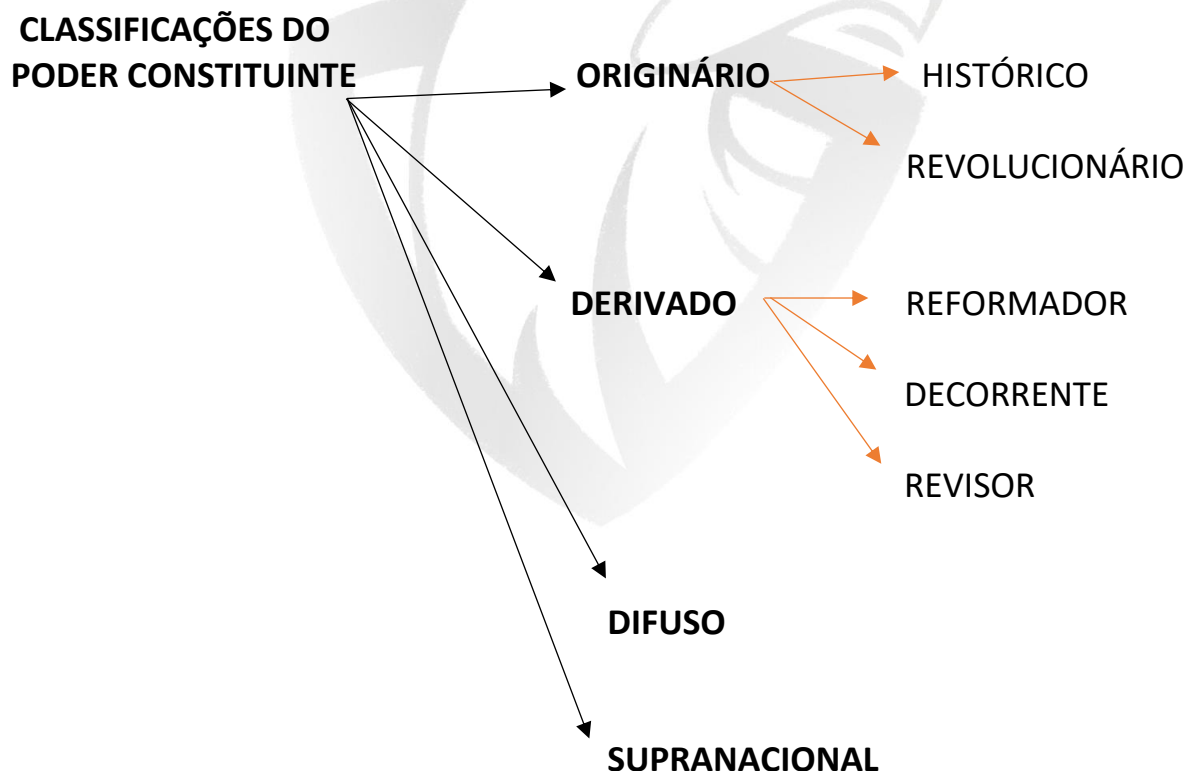 CLASSIFICAÇÕES DO
PODER CONSTITUINTE
ORIGINÁRIO
HISTÓRICO
REVOLUCIONÁRIO
DERIVADO
REFORMADOR
DECORRENTE
REVISOR
DIFUSO
SUPRANACIONAL